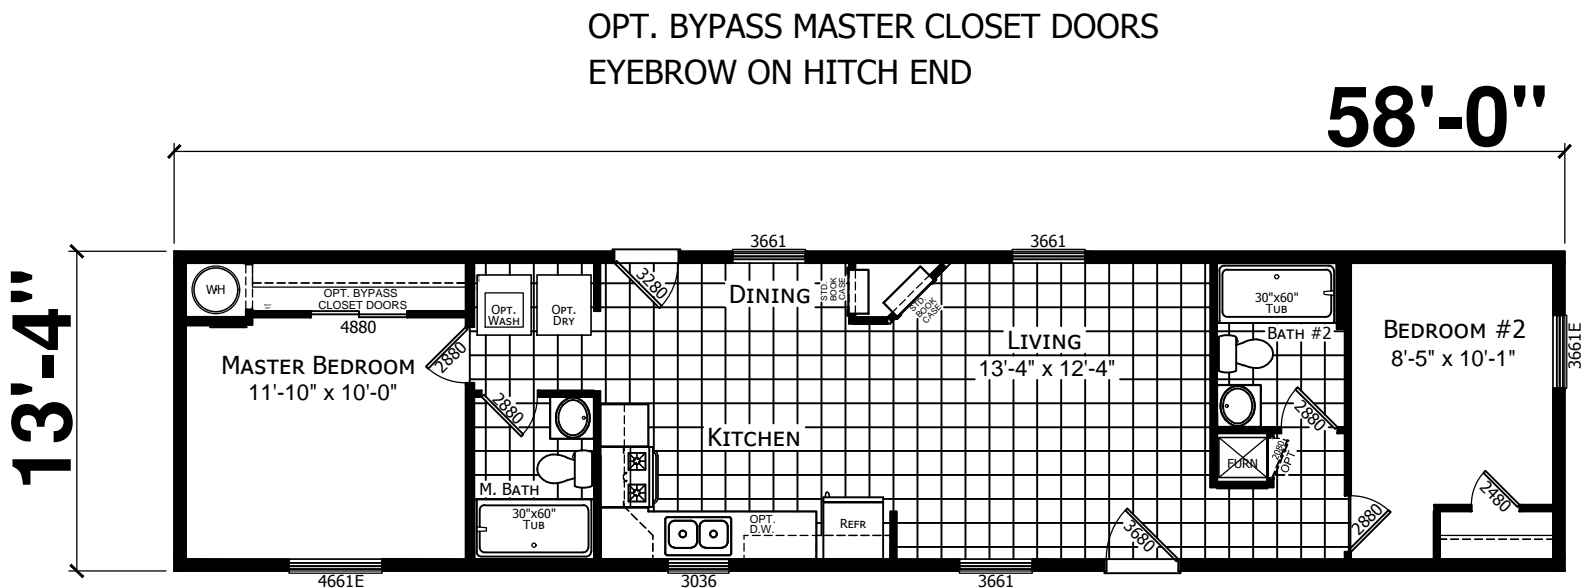 OPT. BYPASS MASTER CLOSET DOORS
EYEBROW ON HITCH END
58'-0"
13'-4"
3661
3661
WH
OPT. BYPASS
CLOSET DOORS
4880
OPT.
WASH
OPT.
DRY
3280
DINING
STD.
BOOK
CASE
STD.
BOOK
CASE
30"x60"
TUB
BATH #2
MASTER BEDROOM
11'-10" x 10'-0"
2880
LIVING
13'-4" x 12'-4"
BEDROOM #2
8'-5" x 10'-1"
3661E
2880
KITCHEN
2880
FURN
2080
OPT
M. BATH
30"x60"
TUB
OPT.
D.W.
REFR
3680
2880
2480
4661E
3036
3661